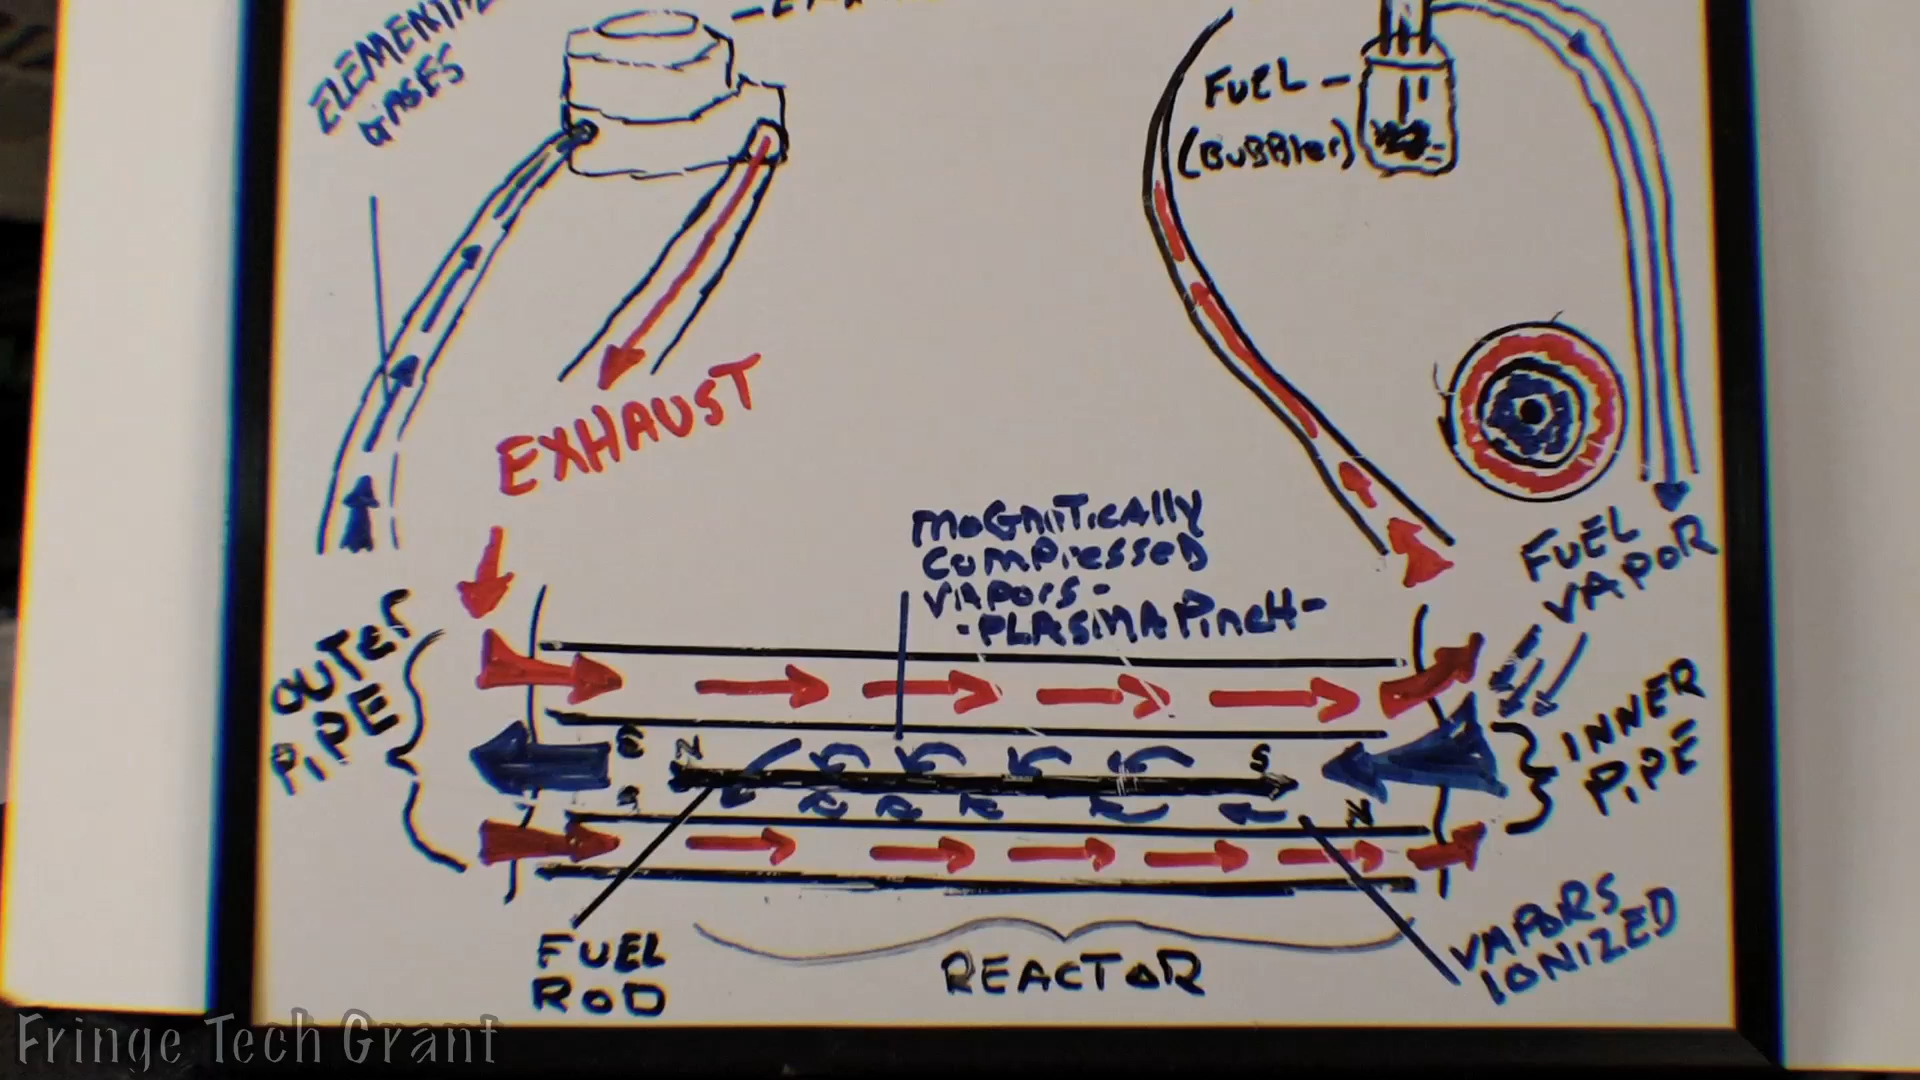 GASES
FUEL -
(BUBBler)
EXHAUST
MAGNITICALLY
COMPRESSED
VAPORS -
- PLASMA PINCH -
FUEL
VAPOR
OUTER
PIPE
INNER
PIPE
N
S
S
N
FUEL
ROD
REACTOR
VAPORS
IONIZED
Fringe Tech Grant